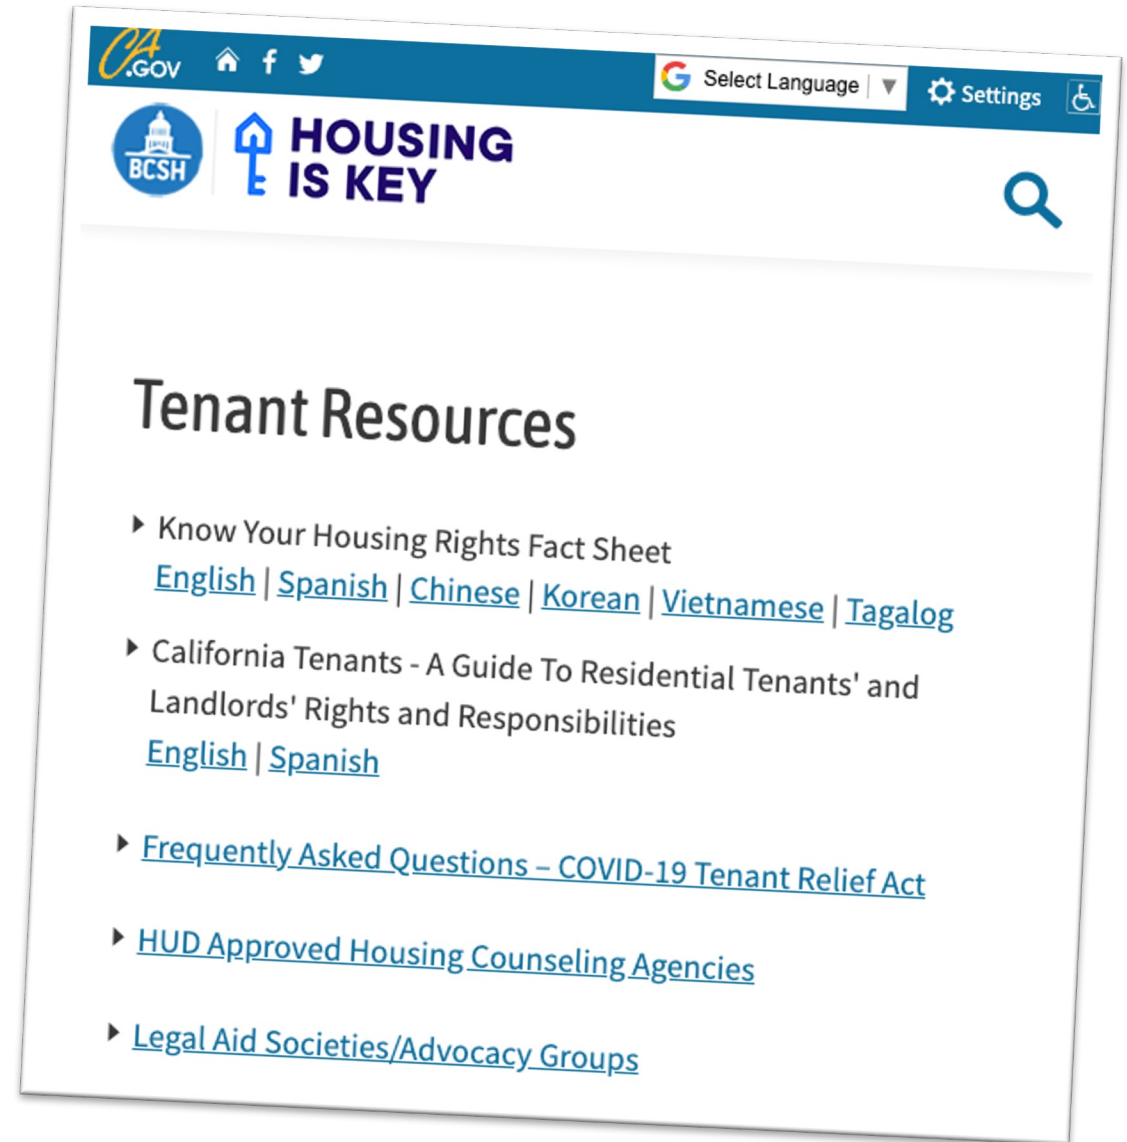 CA.GOV
Select Language
Settings
BCSH
HOUSING
IS KEY
Tenant Resources
Know Your Housing Rights Fact Sheet
English | Spanish | Chinese | Korean | Vietnamese | Tagalog
California Tenants - A Guide To Residential Tenants' and
Landlords' Rights and Responsibilities
English | Spanish
Frequently Asked Questions – COVID-19 Tenant Relief Act
HUD Approved Housing Counseling Agencies
Legal Aid Societies/Advocacy Groups